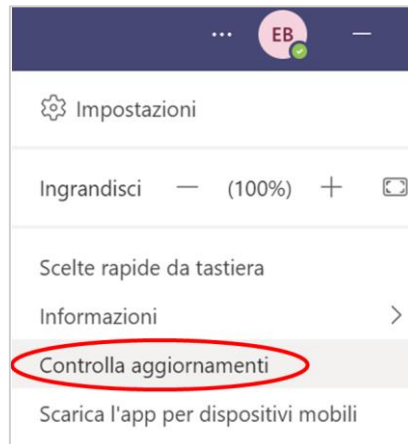 ... EB
Impostazioni
Ingrandisci — (100%) +
Scelte rapide da tastiera
Informazioni
Controlla aggiornamenti
Scarica l'app per dispositivi mobili